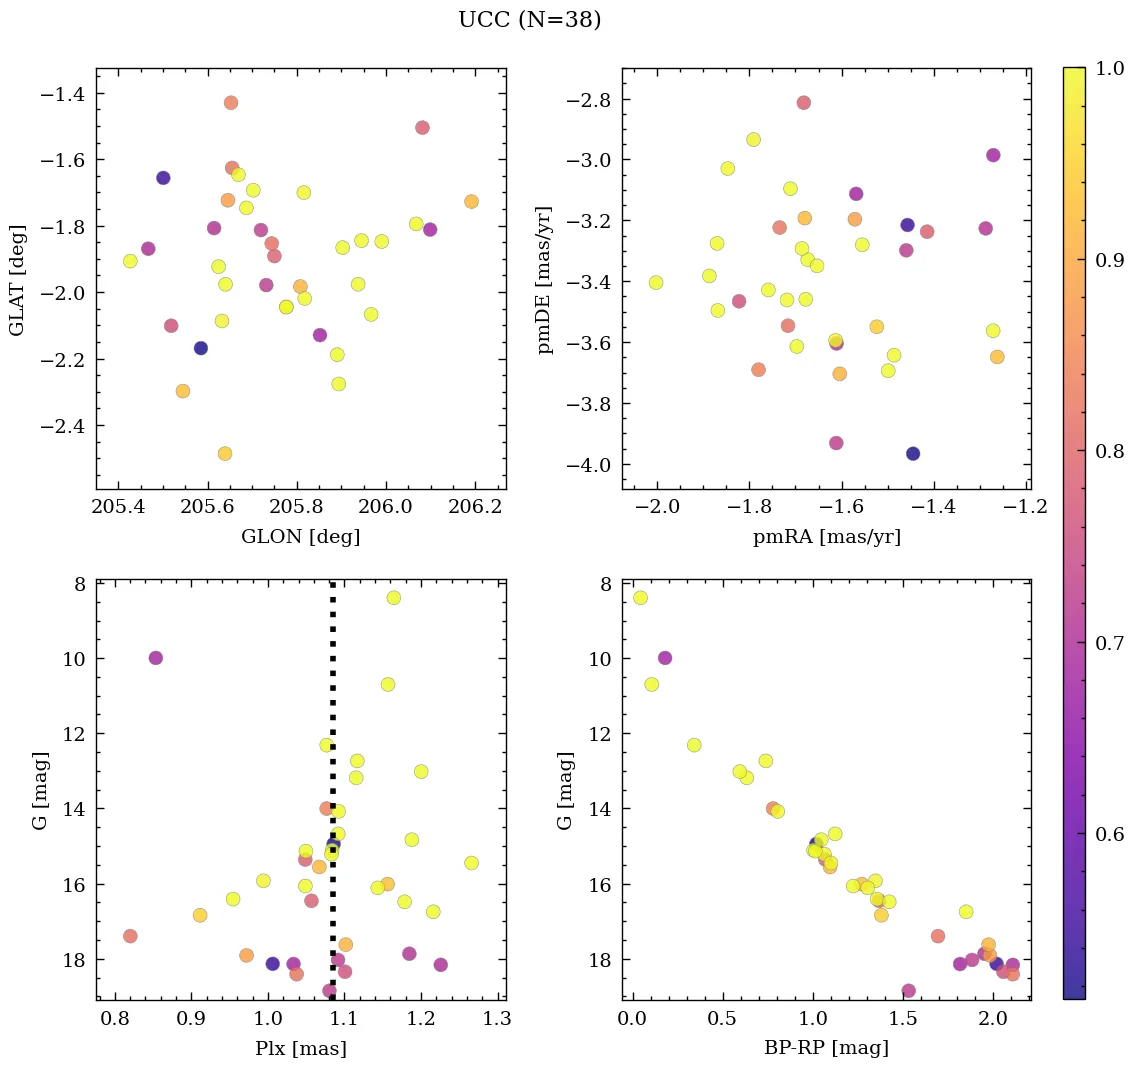 UCC (N=38)
−1.4
−1.6
−1.8
−2.0
−2.2
−2.4
GLAT [deg]
205.4 205.6 205.8 206.0 206.2
GLON [deg]
−2.8
−3.0
−3.2
−3.4
−3.6
−3.8
−4.0
pmDE [mas/yr]
−2.0 −1.8 −1.6 −1.4 −1.2
pmRA [mas/yr]
8
10
12
14
16
18
G [mag]
0.8 0.9 1.0 1.1 1.2 1.3
Plx [mas]
8
10
12
14
16
18
G [mag]
0.0 0.5 1.0 1.5 2.0
BP-RP [mag]
1.0
0.9
0.8
0.7
0.6